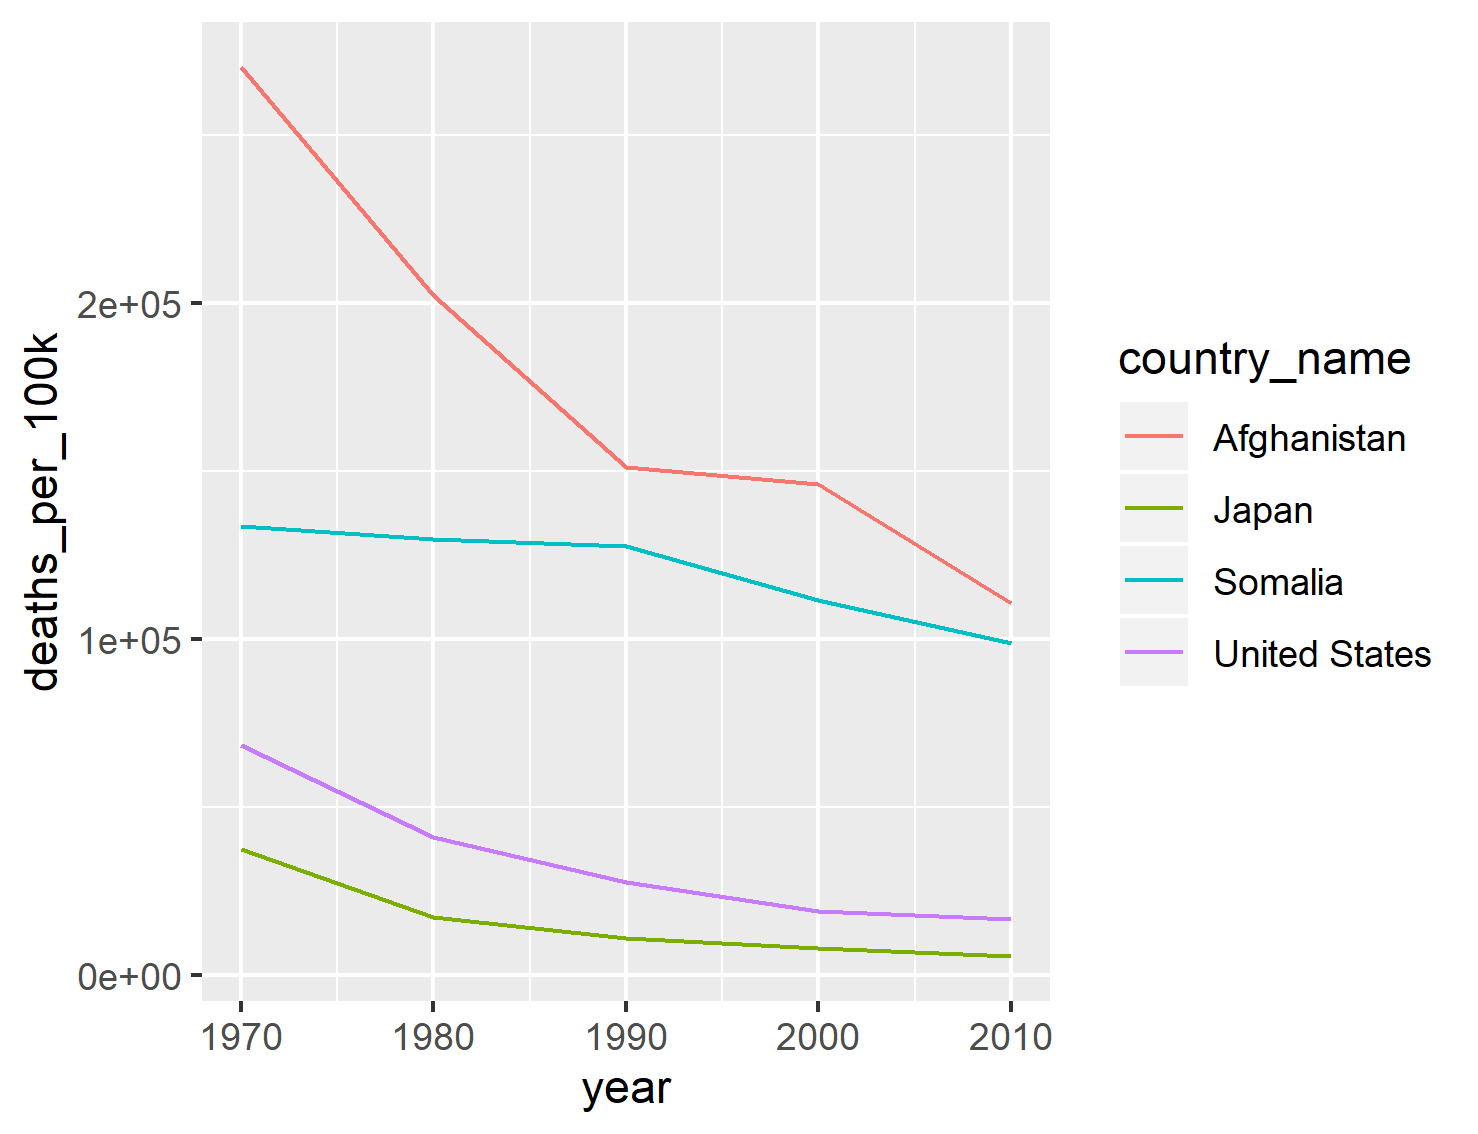 deaths_per_100k
2e+05
1e+05
0e+00
1970 1980 1990 2000 2010
year
country_name
Afghanistan
Japan
Somalia
United States